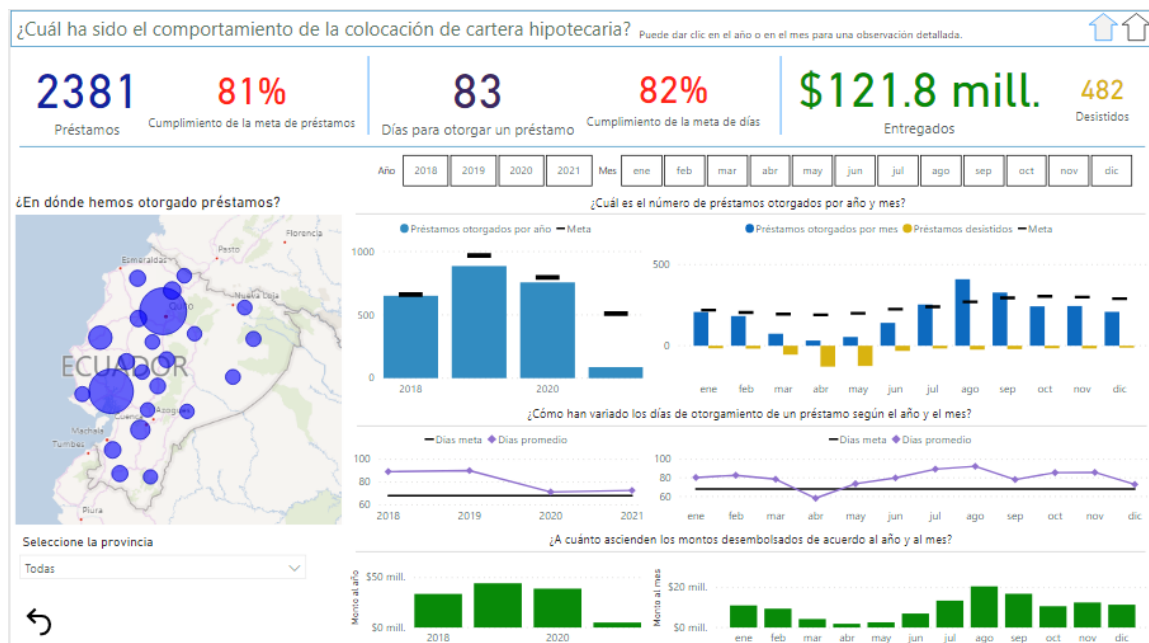 ¿Cuál ha sido el comportamiento de la colocación de cartera hipotecaria? Puede dar clic en el año o en el mes para una observación detallada.
2381
Préstamos
81%
Cumplimiento de la meta de préstamos
83
Días para otorgar un préstamo
82%
Cumplimiento de la meta de días
$121.8 mill.
Entregados
482
Desistidos
Año 2018 2019 2020 2021 Mes ene feb mar abr may jun jul ago sep oct nov dic
¿En dónde hemos otorgado préstamos?
Florencia
Pasto
Esmeraldas
Nueva Loja
Quito
ECUADOR
Cuenca
Azogues
Machala
Tumbes
Piura
Seleccione la provincia
Todas
¿Cuál es el número de préstamos otorgados por año y mes?
Préstamos otorgados por año Meta
1000
500
0
2018 2020
Préstamos otorgados por mes Préstamos desistidos Meta
500
0
ene feb mar abr may jun jul ago sep oct nov dic
¿Cómo han variado los días de otorgamiento de un préstamo según el año y el mes?
Días meta Días promedio
100
80
60
2018 2019 2020 2021
Días meta Días promedio
100
80
60
ene feb mar abr may jun jul ago sep oct nov dic
¿A cuánto ascienden los montos desembolsados de acuerdo al año y al mes?
Monto al año
$50 mill.
$0 mill.
2018 2020
Monto al mes
$20 mill.
$0 mill.
ene feb mar abr may jun jul ago sep oct nov dic